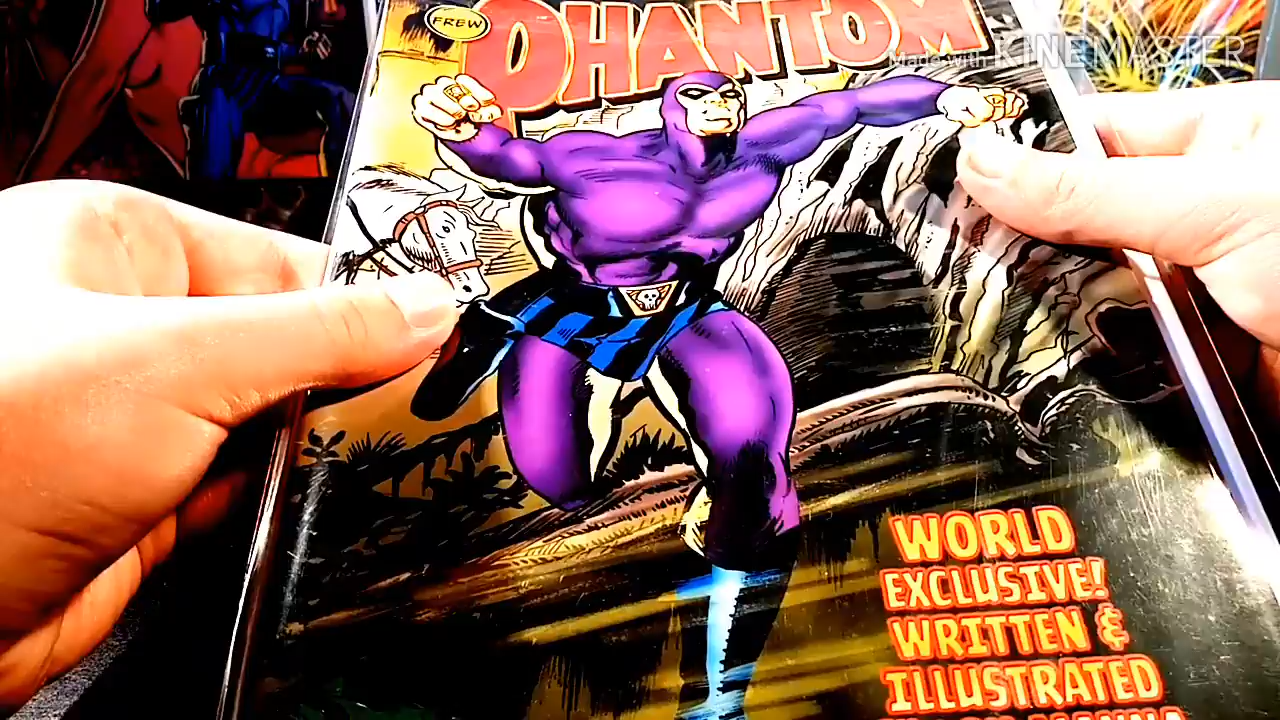 FREW
PHANTOM
Made with KINEMASTER
WORLD
EXCLUSIVE!
WRITTEN &
ILLUSTRATED